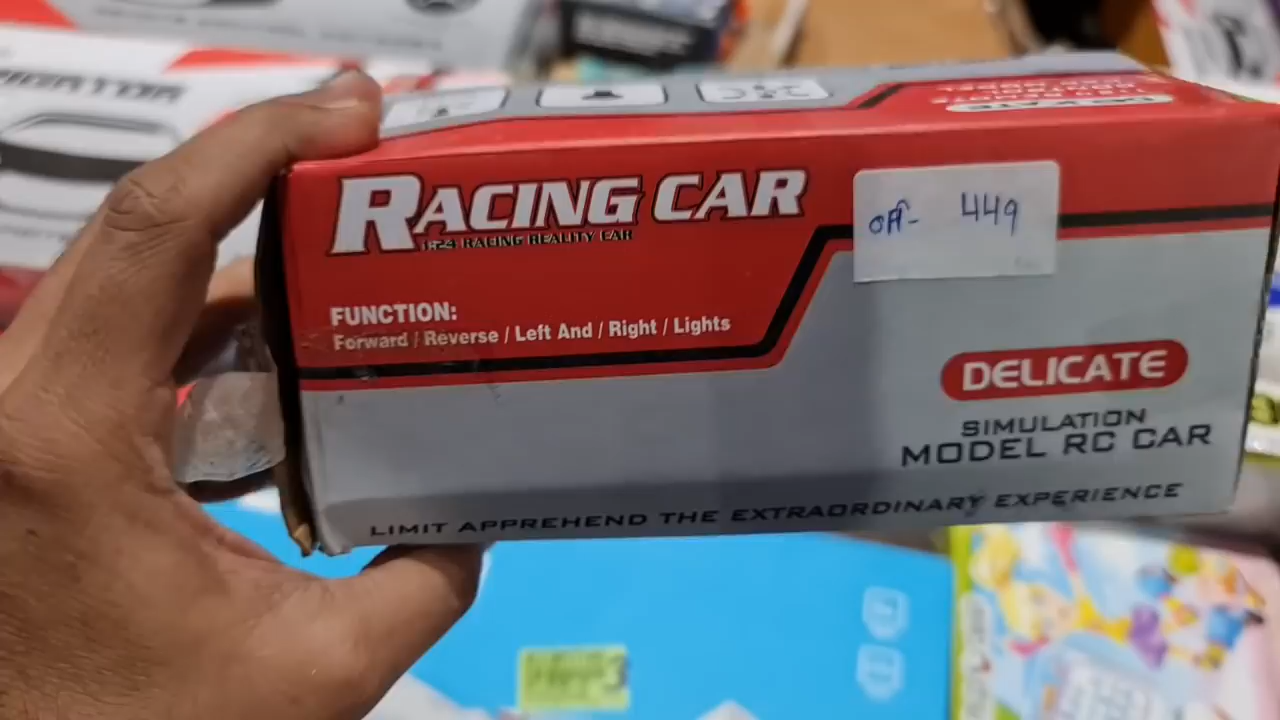 RACING CAR
1:24 RACING REALITY CAR
off- 449
FUNCTION:
Forward / Reverse / Left And / Right / Lights
DELICATE
SIMULATION
MODEL RC CAR
LIMIT APPREHEND THE EXTRAORDINARY EXPERIENCE